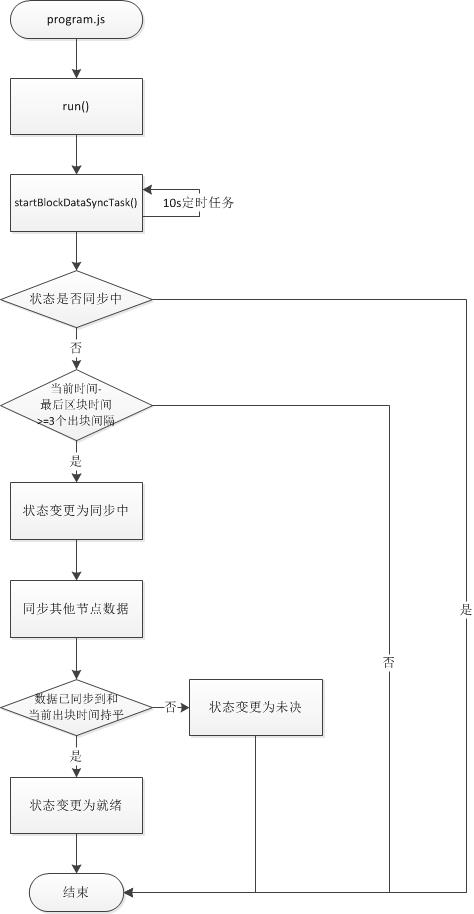 program.js
run()
startBlockDataSyncTask()
10s定时任务
状态是否同步中
否
当前时间-
最后区块时间
>=3个出块间隔
是
状态变更为同步中
同步其他节点数据
是
否
数据已同步到和
当前出块时间持平
否
状态变更为未决
是
状态变更为就绪
结束